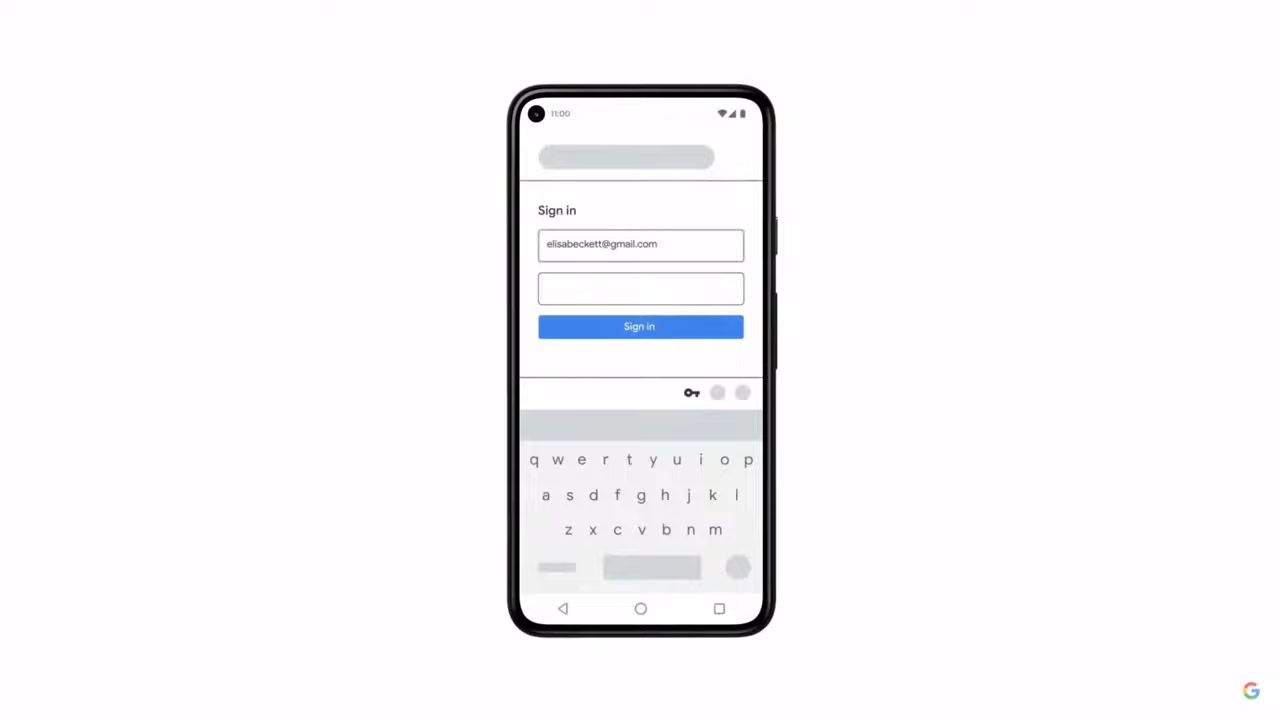 11:00
Sign in
elisabeckett@gmail.com
Sign in
q w e r t y u i o p
a s d f g h j k l
z x c v b n m